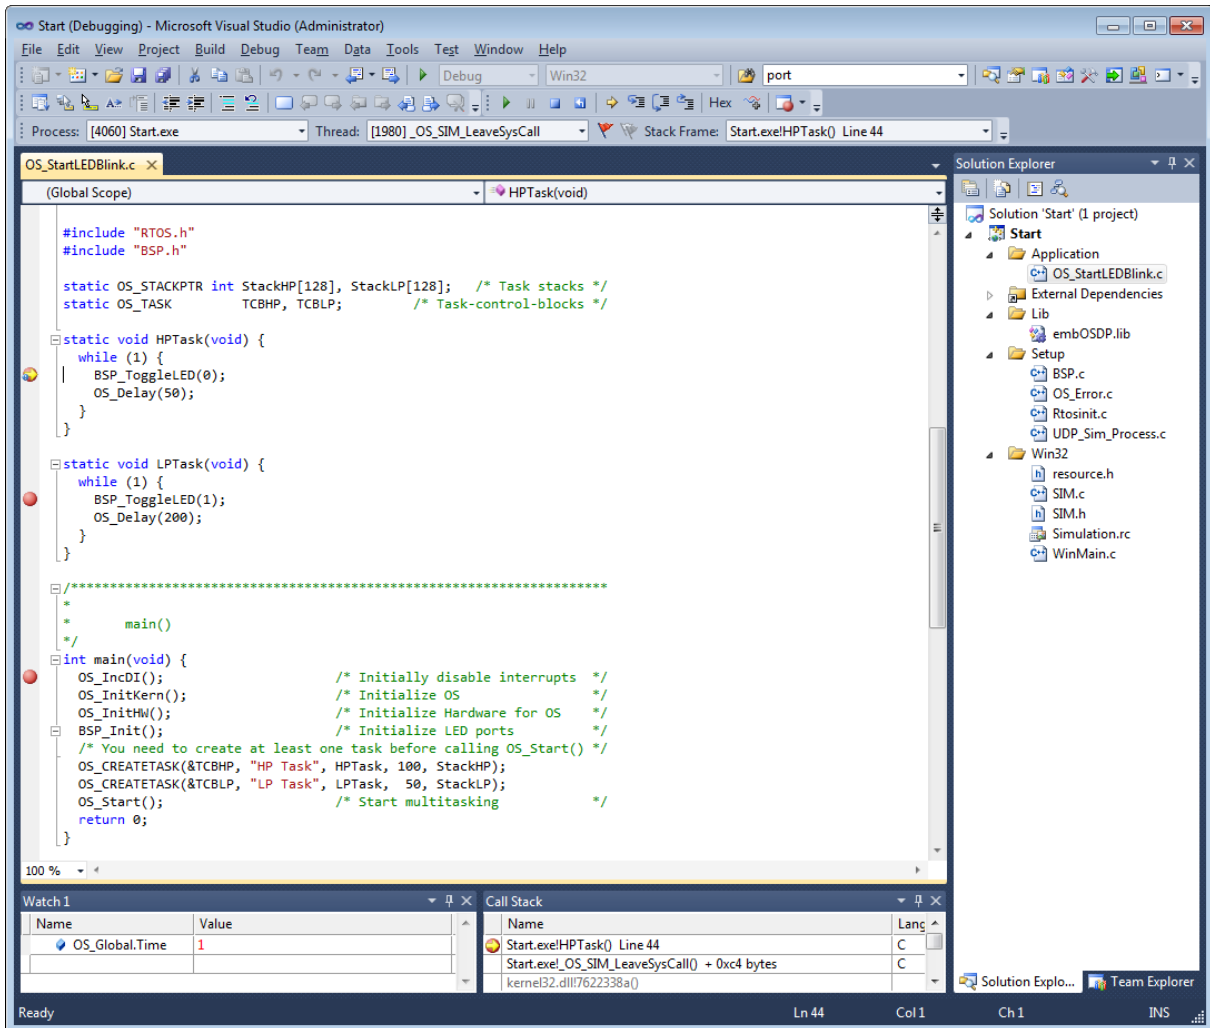 Start (Debugging) - Microsoft Visual Studio (Administrator)
File Edit View Project Build Debug Team Data Tools Test Window Help
Debug Win32 port
Hex
Process: [4060] Start.exe Thread: [1980] _OS_SIM_LeaveSysCall Stack Frame: Start.exe!HPTask() Line 44
OS_StartLEDBlink.c
(Global Scope) HPTask(void)
#include "RTOS.h"
#include "BSP.h"
static OS_STACKPTR int StackHP[128], StackLP[128]; /* Task stacks */
static OS_TASK TCBHP, TCBLP; /* Task-control-blocks */
static void HPTask(void) {
while (1) {
BSP_ToggleLED(0);
OS_Delay(50);
}
}
static void LPTask(void) {
while (1) {
BSP_ToggleLED(1);
OS_Delay(200);
}
}
/*********************************************************************
*
* main()
*/
int main(void) {
OS_IncDI(); /* Initially disable interrupts */
OS_InitKern(); /* Initialize OS */
OS_InitHW(); /* Initialize Hardware for OS */
BSP_Init(); /* Initialize LED ports */
/* You need to create at least one task before calling OS_Start() */
OS_CREATETASK(&TCBHP, "HP Task", HPTask, 100, StackHP);
OS_CREATETASK(&TCBLP, "LP Task", LPTask, 50, StackLP);
OS_Start(); /* Start multitasking */
return 0;
}
100 %
Solution Explorer
Solution 'Start' (1 project)
Start
Application
OS_StartLEDBlink.c
External Dependencies
Lib
embOSDP.lib
Setup
BSP.c
OS_Error.c
Rtosinit.c
UDP_Sim_Process.c
Win32
resource.h
SIM.c
SIM.h
Simulation.rc
WinMain.c
Solution Explo... Team Explorer
Watch 1
Name Value
OS_Global.Time 1
Call Stack
Name Lang
Start.exe!HPTask() Line 44 C
Start.exe!_OS_SIM_LeaveSysCall() + 0xc4 bytes C
kernel32.dll!7622338a()
Ready Ln 44 Col 1 Ch 1 INS